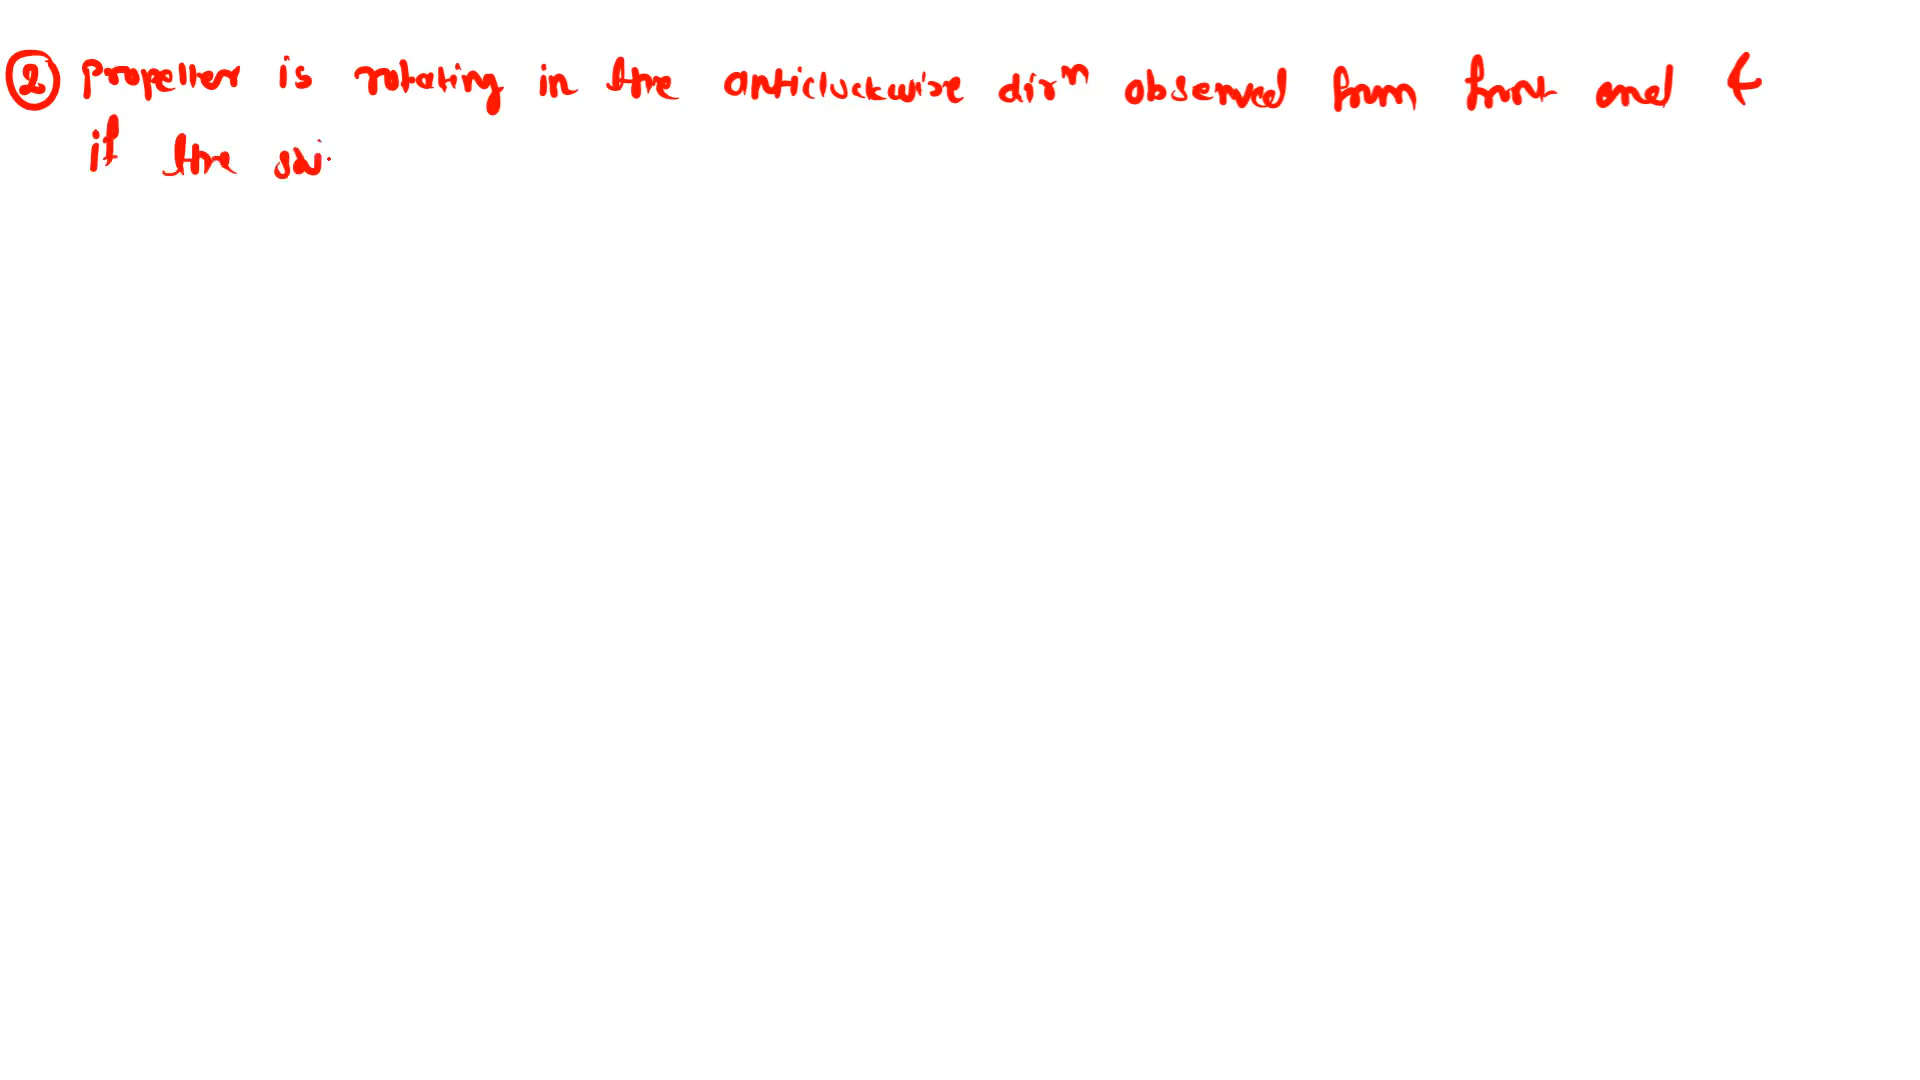 ② propeller is rotating in the anticlockwise dirⁿ observed from front end &
if the